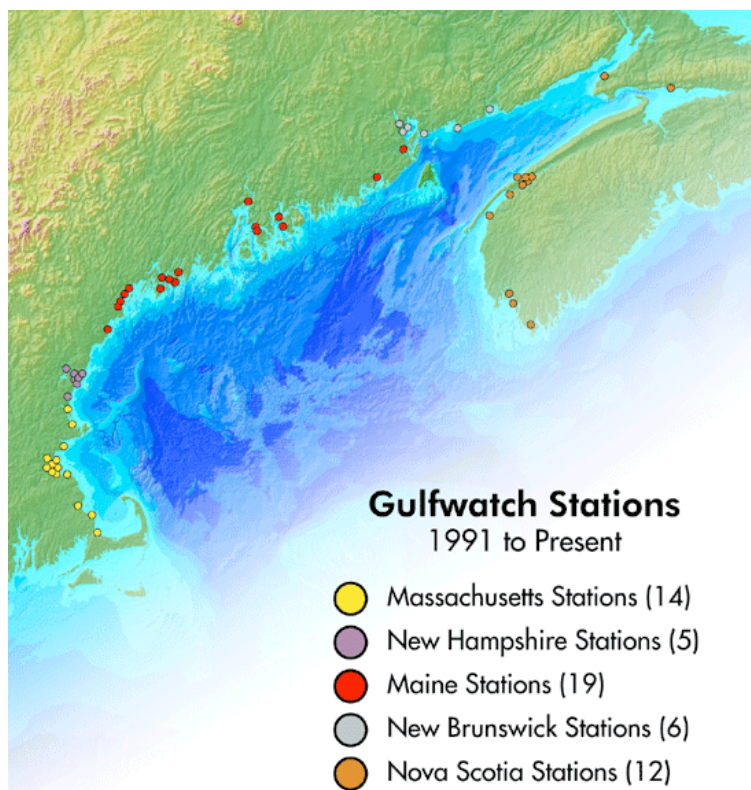 Gulfwatch Stations
1991 to Present
Massachusetts Stations (14)
New Hampshire Stations (5)
Maine Stations (19)
New Brunswick Stations (6)
Nova Scotia Stations (12)